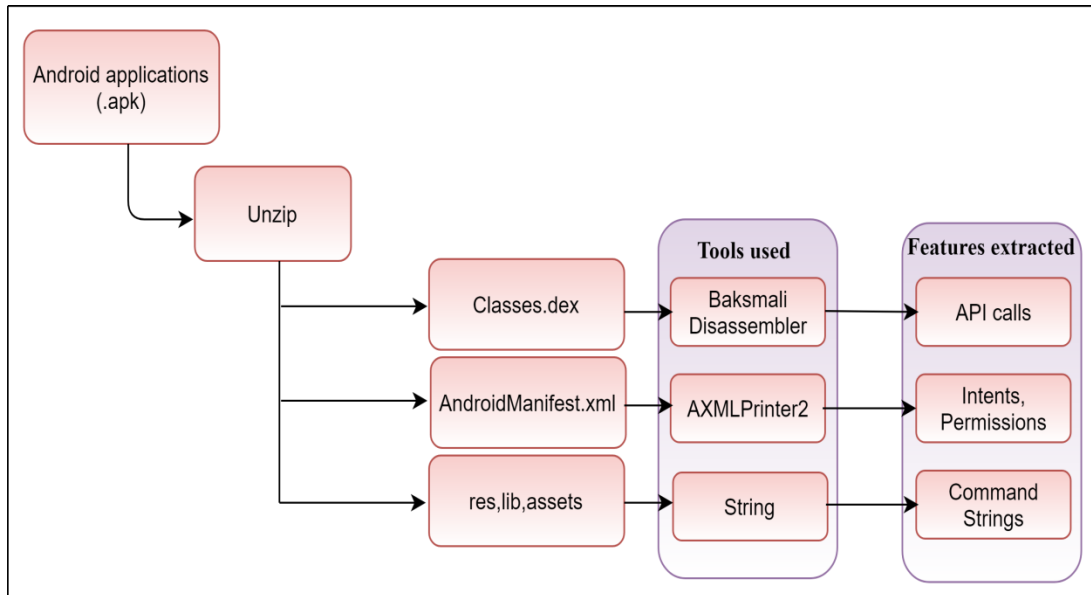 Android applications
(.apk)
Unzip
Tools used
Features extracted
Classes.dex
Baksmali
Disassembler
API calls
AndroidManifest.xml
AXMLPrinter2
Intents,
Permissions
res,lib,assets
String
Command
Strings